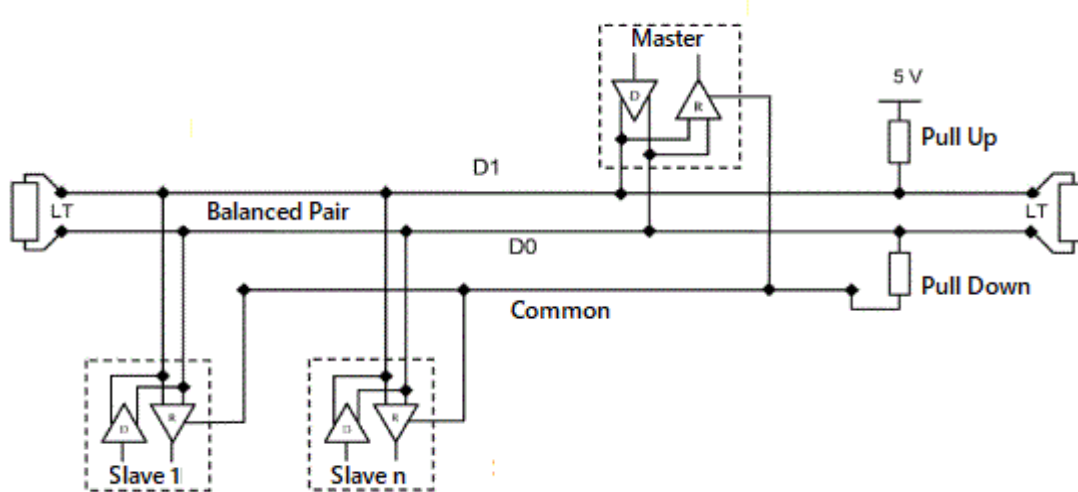 Master
D
R
5 V
Pull Up
D1
LT
Balanced Pair
LT
D0
Pull Down
Common
D
R
D
R
Slave 1
Slave n